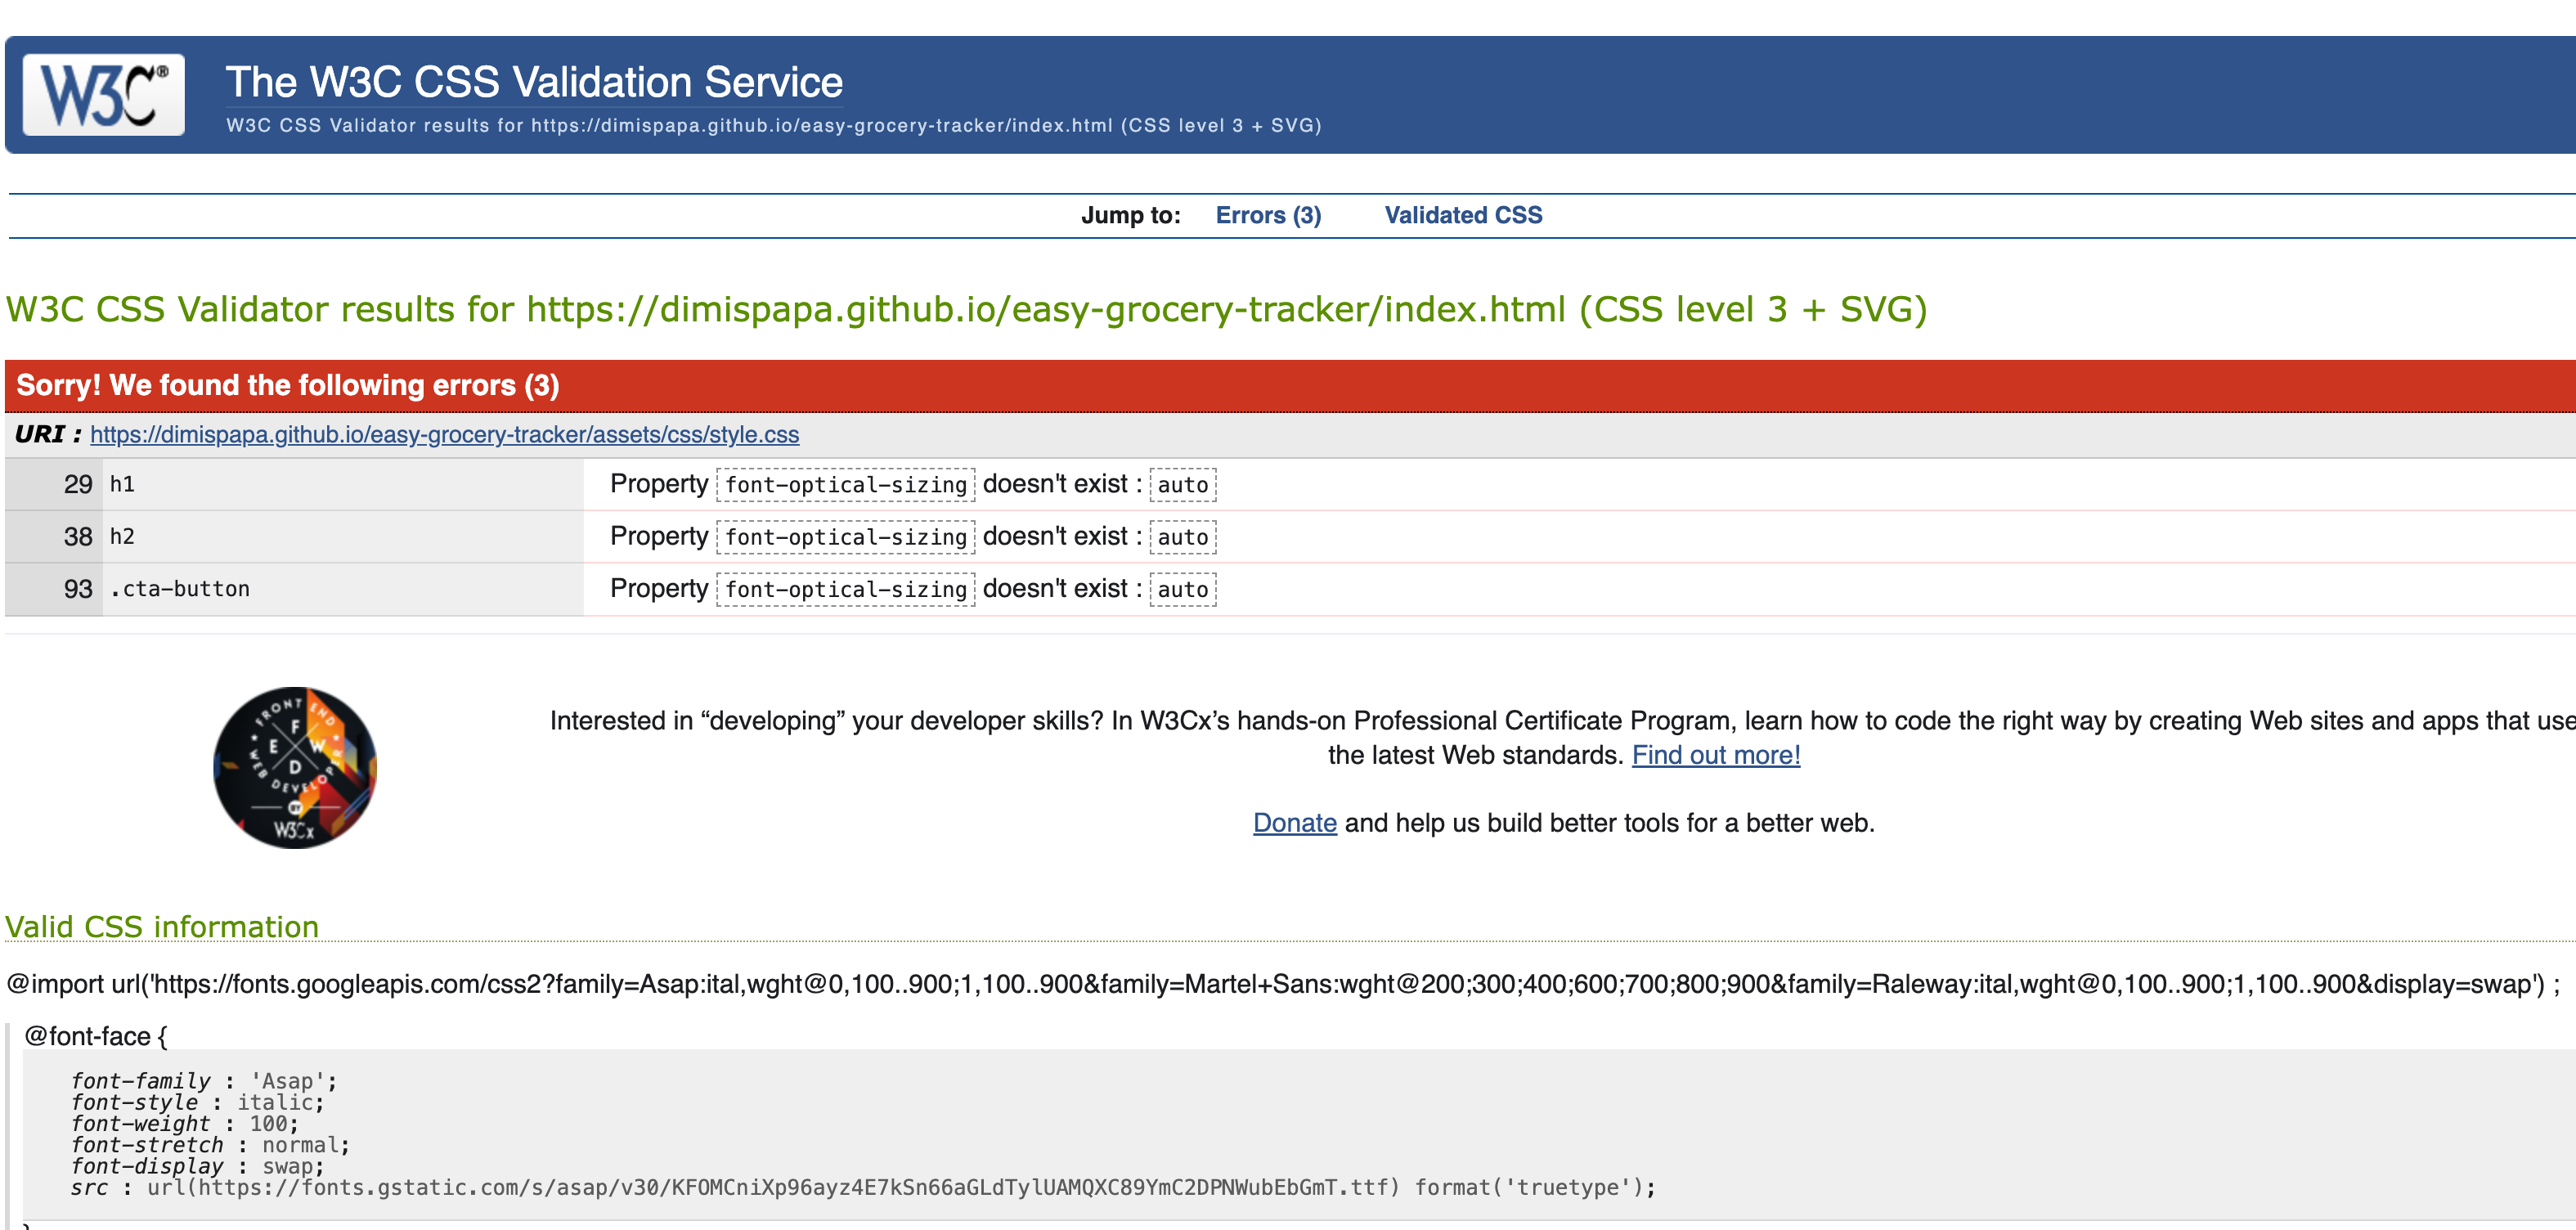 W3C®
The W3C CSS Validation Service
W3C CSS Validator results for https://dimispapa.github.io/easy-grocery-tracker/index.html (CSS level 3 + SVG)
Jump to: Errors (3) Validated CSS
W3C CSS Validator results for https://dimispapa.github.io/easy-grocery-tracker/index.html (CSS level 3 + SVG)
Sorry! We found the following errors (3)
URI : https://dimispapa.github.io/easy-grocery-tracker/assets/css/style.css
29 h1 Property font-optical-sizing doesn't exist : auto
38 h2 Property font-optical-sizing doesn't exist : auto
93 .cta-button Property font-optical-sizing doesn't exist : auto
FRONT END
WEB DEVELOPER
F
E W
D
BY
W3Cx
Interested in “developing” your developer skills? In W3Cx’s hands-on Professional Certificate Program, learn how to code the right way by creating Web sites and apps that use
the latest Web standards. Find out more!
Donate and help us build better tools for a better web.
Valid CSS information
@import url('https://fonts.googleapis.com/css2?family=Asap:ital,wght@0,100..900;1,100..900&family=Martel+Sans:wght@200;300;400;600;700;800;900&family=Raleway:ital,wght@0,100..900;1,100..900&display=swap') ;
@font-face {
font-family : 'Asap';
font-style : italic;
font-weight : 100;
font-stretch : normal;
font-display : swap;
src : url(https://fonts.gstatic.com/s/asap/v30/KFOMCniXp96ayz4E7kSn66aGLdTylUAMQXC89YmC2DPNWubEbGmT.ttf) format('truetype');
}